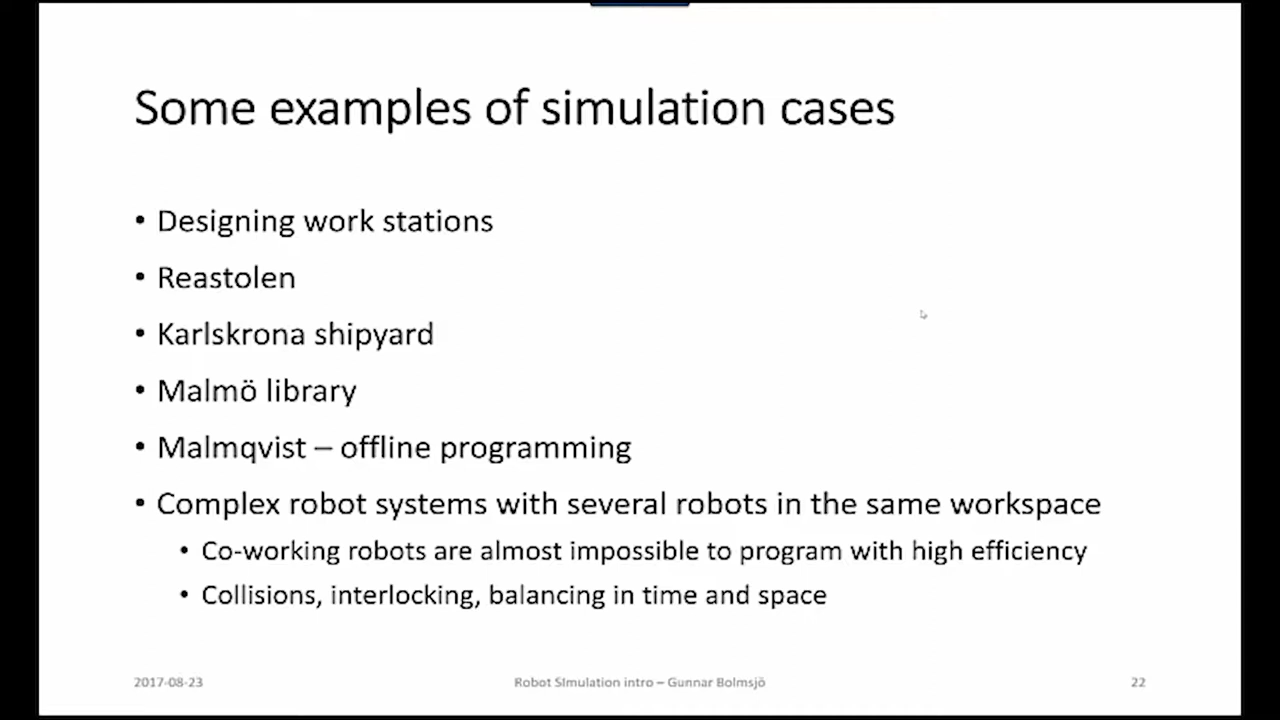 Some examples of simulation cases
• Designing work stations
• Reastolen
• Karlskrona shipyard
• Malmö library
• Malmqvist – offline programming
• Complex robot systems with several robots in the same workspace
• Co-working robots are almost impossible to program with high efficiency
• Collisions, interlocking, balancing in time and space
2017-08-23 Robot SImulation intro – Gunnar Bolmsjö 22